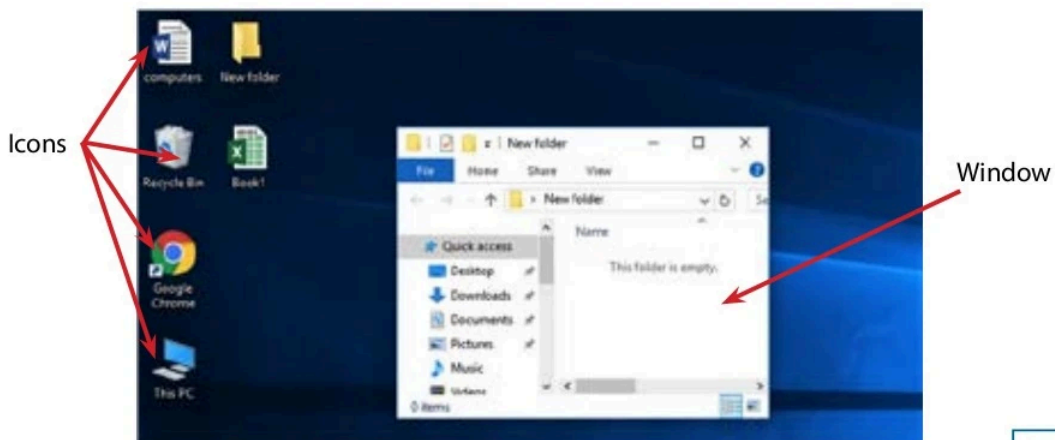 Icons
computers New folder
Recycle Bin Book1
Google
Chrome
This PC
New folder
File Home Share View
New folder
Name
This folder is empty.
Quick access
Desktop
Downloads
Documents
Pictures
Music
Videos
0 items
Window